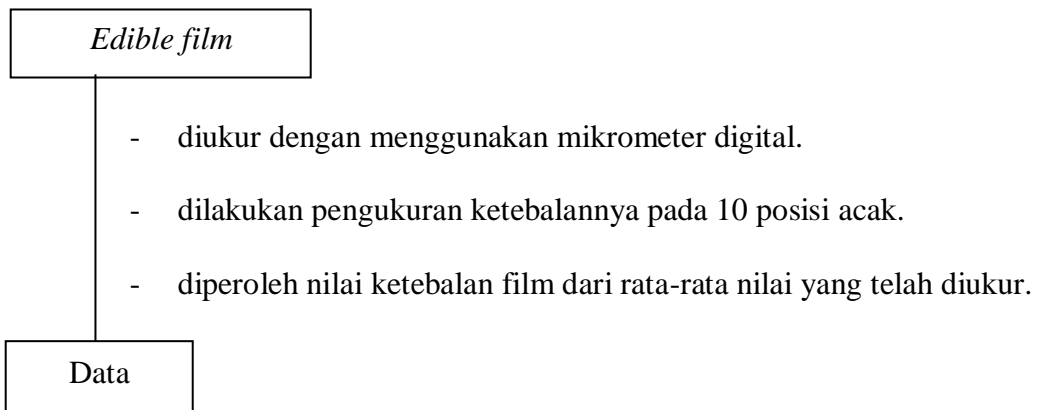 Edible film
- diukur dengan menggunakan mikrometer digital.
- dilakukan pengukuran ketebalannya pada 10 posisi acak.
- diperoleh nilai ketebalan film dari rata-rata nilai yang telah diukur.
Data